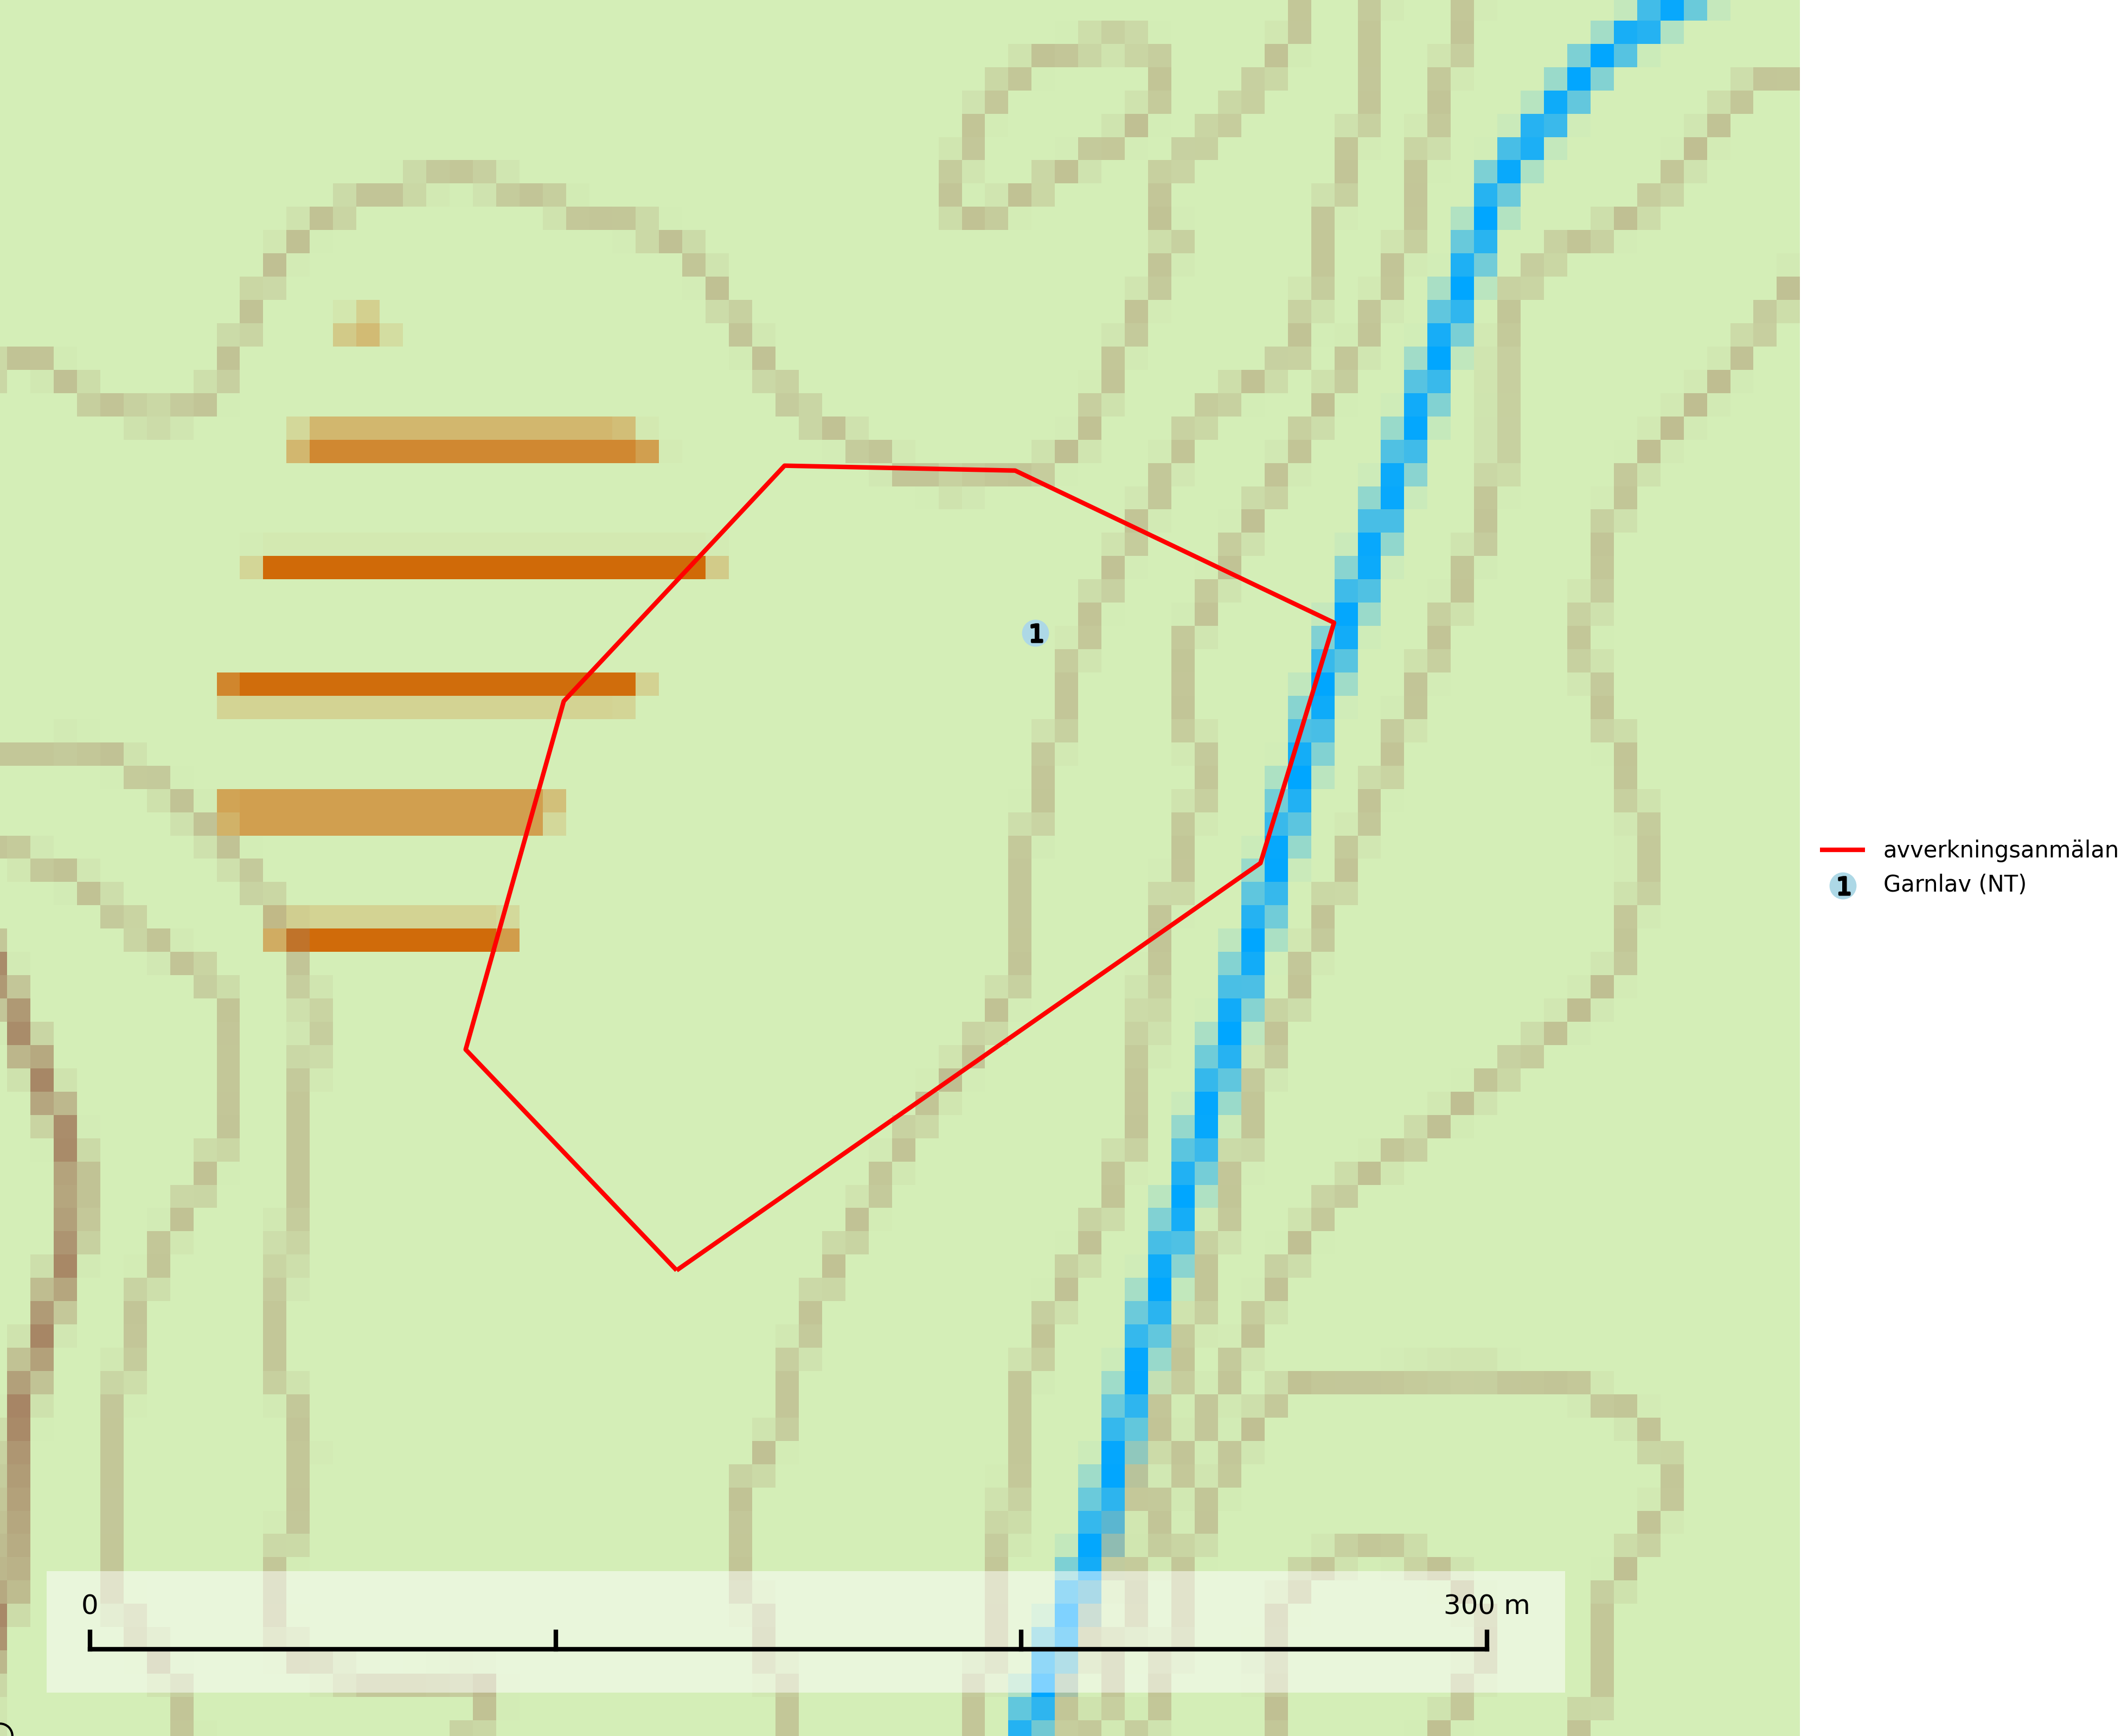 1
avverkningsanmälan
1 Garnlav (NT)
0 300 m